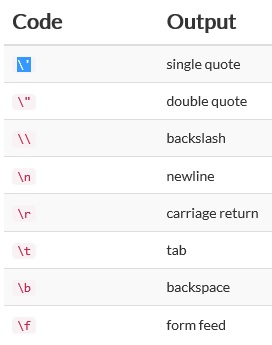 Code Output
\' single quote
\" double quote
\\ backslash
\n newline
\r carriage return
\t tab
\b backspace
\f form feed